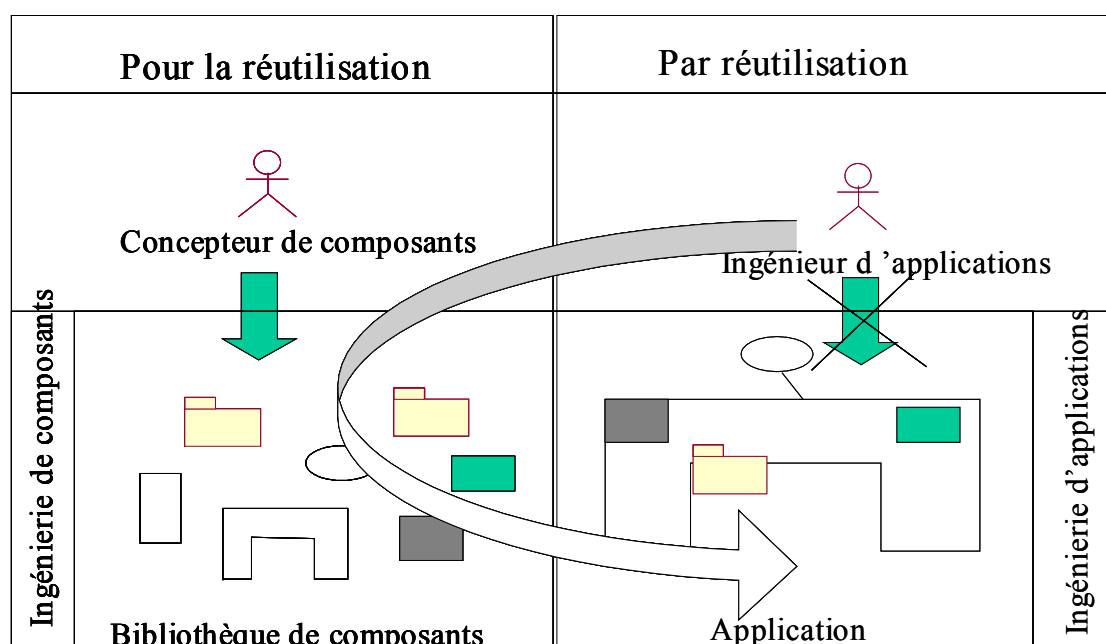 Pour la réutilisation
Par réutilisation
Concepteur de composants
Ingénieur d ’applications
Ingénierie de composants
Ingénierie d’applications
Bibliothèque de composants
Application